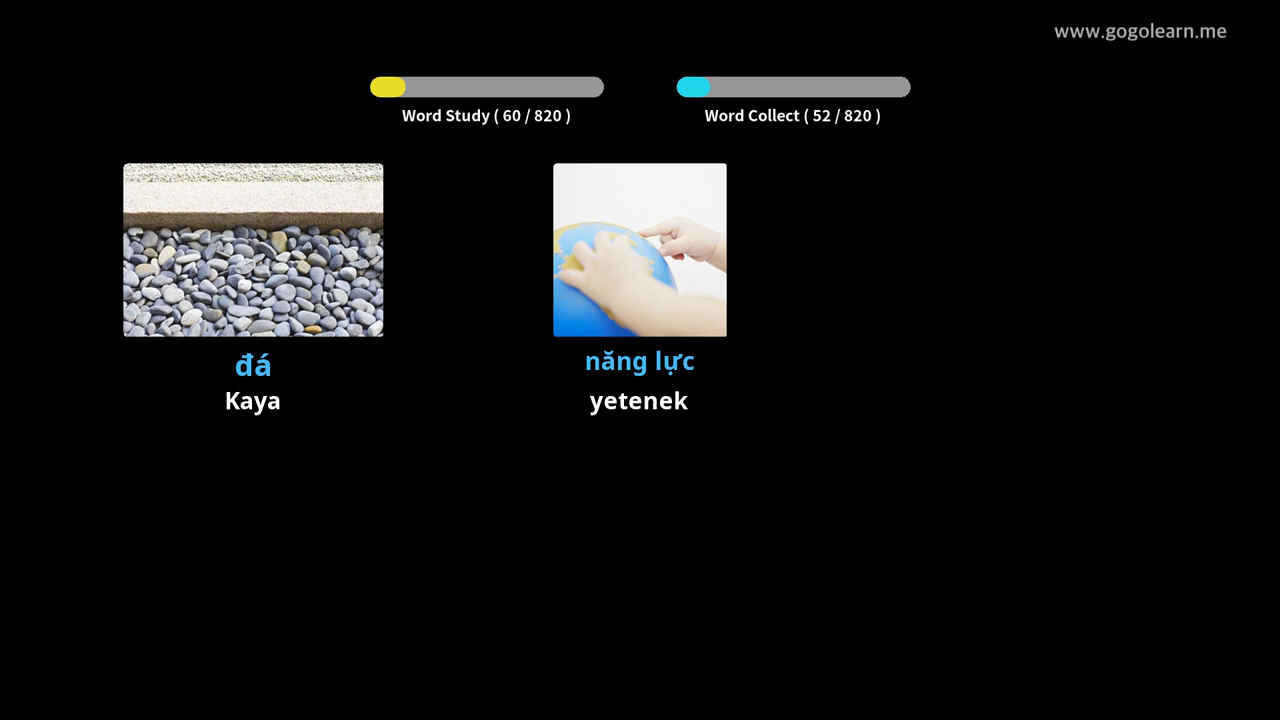 www.gogolearn.me
Word Study ( 60 / 820 )
Word Collect ( 52 / 820 )
đá
Kaya
năng lực
yetenek